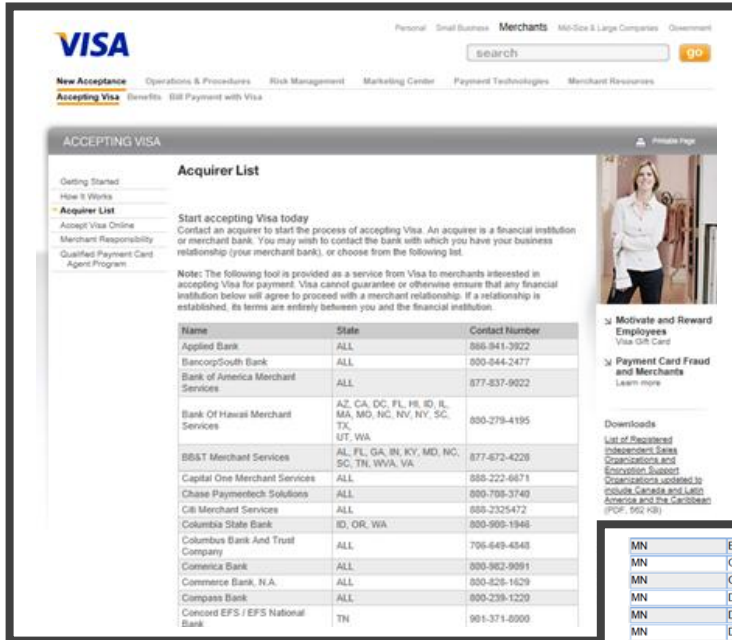 Personal Small Business Merchants Mid-Size & Large Companies Government
VISA
search go
New Acceptance Operations & Procedures Risk Management Marketing Center Payment Technologies Merchant Resources
Accepting Visa Benefits Bill Payment with Visa
ACCEPTING VISA Printable Page
Getting Started
How It Works
Acquirer List
Accept Visa Online
Merchant Responsibility
Qualified Payment Card
Agent Program
Acquirer List
Start accepting Visa today
Contact an acquirer to start the process of accepting Visa. An acquirer is a financial institution
or merchant bank. You may wish to contact the bank with which you have your business
relationship (your merchant bank), or choose from the following list.
Note: The following tool is provided as a service from Visa to merchants interested in
accepting Visa for payment. Visa cannot guarantee or otherwise ensure that any financial
institution below will agree to proceed with a merchant relationship. If a relationship is
established, its terms are entirely between you and the financial institution.
Name State Contact Number
Applied Bank ALL 866-941-3922
BancorpSouth Bank ALL 800-844-2477
Bank of America Merchant
Services ALL 877-837-9022
Bank Of Hawaii Merchant
Services
AZ, CA, DC, FL, HI, ID, IL,
MA, MO, NC, NV, NY, SC,
TX,
UT, WA
800-279-4195
BB&T Merchant Services
AL, FL, GA, IN, KY, MD, NC,
SC, TN, WVA, VA
877-672-4228
Capital One Merchant Services ALL 888-222-6671
Chase Paymentech Solutions ALL 800-708-3740
Citi Merchant Services ALL 888-2325472
Columbia State Bank ID, OR, WA 800-900-1946
Columbus Bank And Trust
Company ALL 706-649-4848
Comerica Bank ALL 800-982-9091
Commerce Bank, N.A. ALL 800-828-1629
Compass Bank ALL 800-239-1220
Concord EFS / EFS National
Bank TN 901-371-8000
Motivate and Reward
Employees
Visa Gift Card
Payment Card Fraud
and Merchants
Learn more
Downloads
List of Registered
Independent Sales
Organizations and
Encryption Support
Organizations updated to
include Canada and Latin
America and the Caribbean
(PDF, 562 KB)
MN
MN
MN
MN
MN
MN